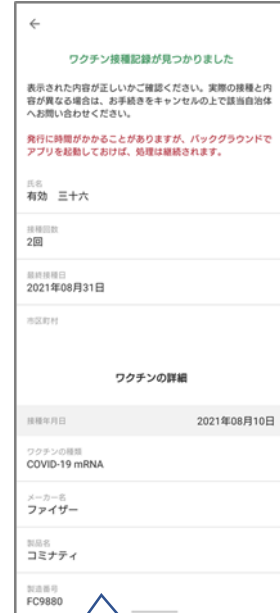 ワクチン接種記録が見つかりました
表示された内容が正しいかご確認ください。実際の接種と内
容が異なる場合は、お手続きをキャンセルの上で該当自治体
へお問い合わせください。
発行に時間がかかることがありますが、バックグラウンドで
アプリを起動しておけば、処理は継続されます。
氏名
有効 三十六
接種回数
2回
最終接種日
2021年08月31日
市区町村
ワクチンの詳細
接種年月日 2021年08月10日
ワクチンの種類
COVID-19 mRNA
メーカー名
ファイザー
製品名
コミナティ
製造番号
FC9880